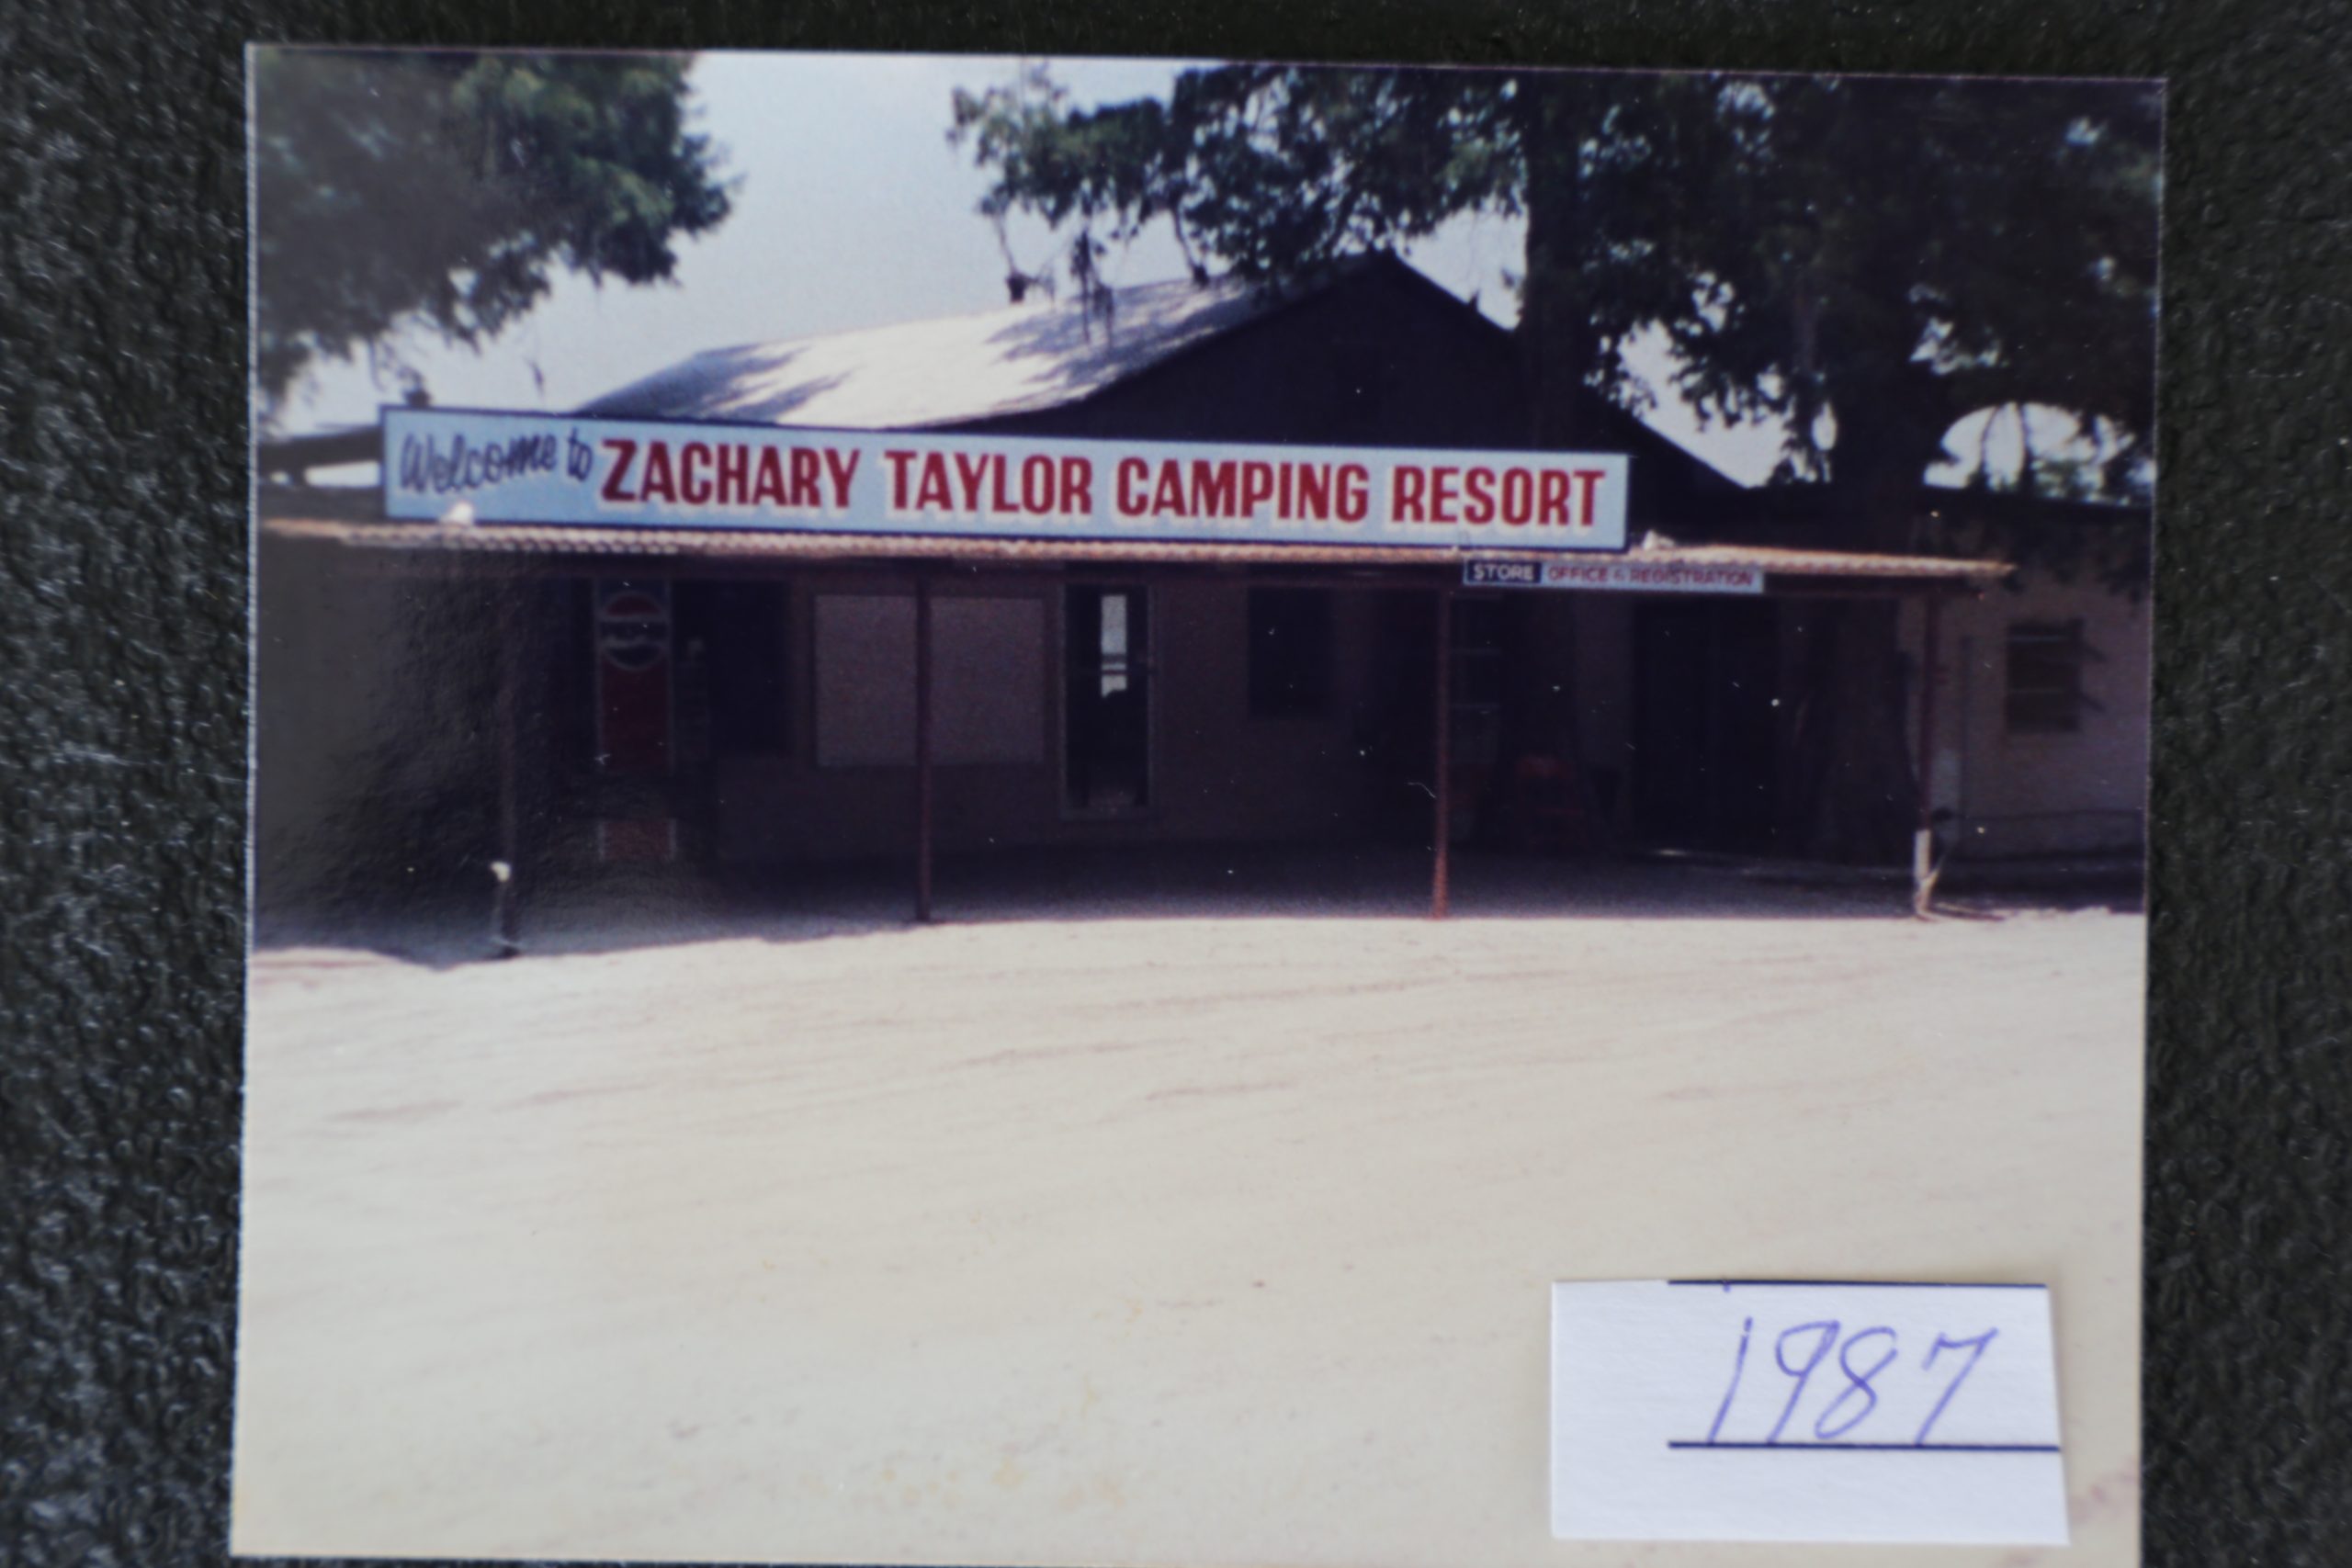 Welcome to ZACHARY TAYLOR CAMPING RESORT
STORE OFFICE & REGISTRATION
1987